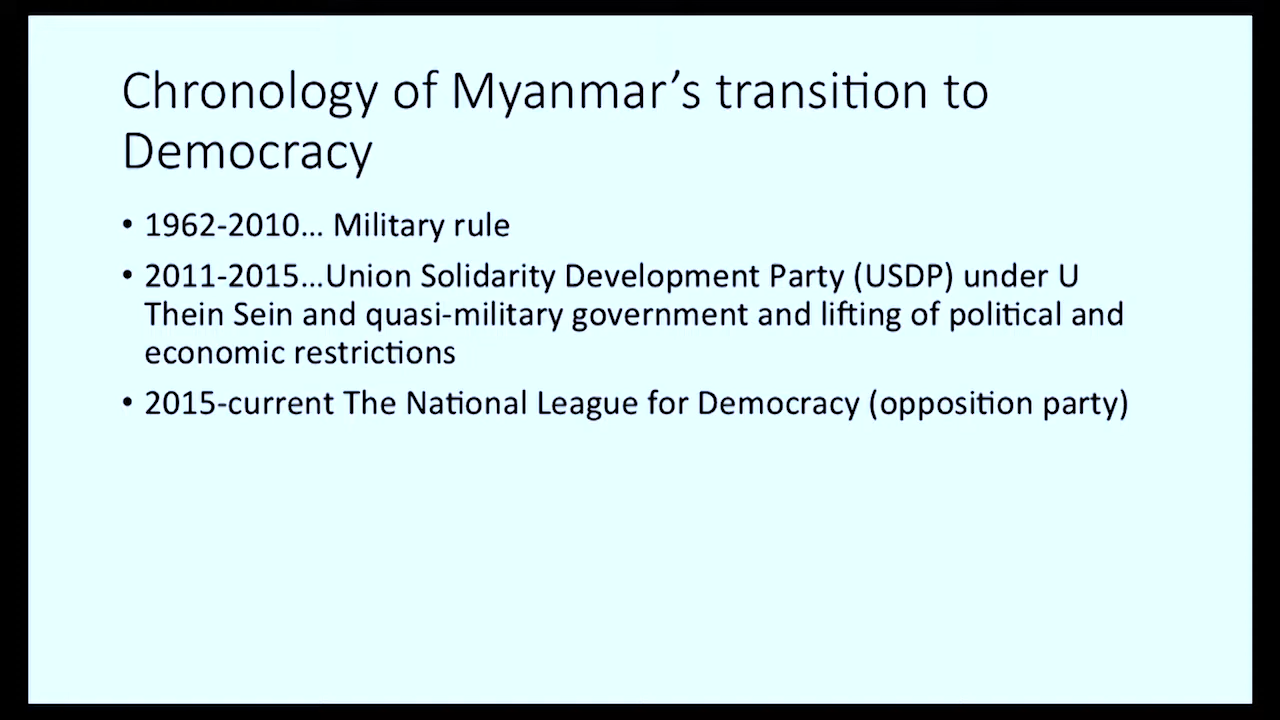 Chronology of Myanmar’s transition to
Democracy
• 1962-2010… Military rule
• 2011-2015…Union Solidarity Development Party (USDP) under U
Thein Sein and quasi-military government and lifting of political and
economic restrictions
• 2015-current The National League for Democracy (opposition party)